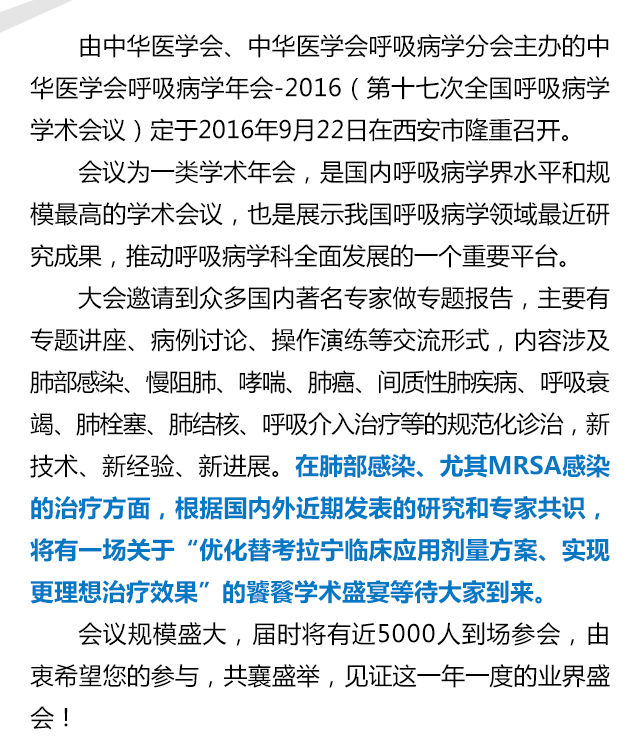 由中华医学会、中华医学会呼吸病学分会主办的中
华医学会呼吸病学年会-2016（第十七次全国呼吸病学
学术会议）定于2016年9月22日在西安市隆重召开。
会议为一类学术年会，是国内呼吸病学界水平和规
模最高的学术会议，也是展示我国呼吸病学领域最近研
究成果，推动呼吸病学科全面发展的一个重要平台。
大会邀请到众多国内著名专家做专题报告，主要有
专题讲座、病例讨论、操作演练等交流形式，内容涉及
肺部感染、慢阻肺、哮喘、肺癌、间质性肺疾病、呼吸衰
竭、肺栓塞、肺结核、呼吸介入治疗等的规范化诊治，新
技术、新经验、新进展。在肺部感染、尤其MRSA感染
的治疗方面，根据国内外近期发表的研究和专家共识，
将有一场关于“优化替考拉宁临床应用剂量方案、实现
更理想治疗效果”的饕餮学术盛宴等待大家到来。
会议规模盛大，届时将有近5000人到场参会，由
衷希望您的参与，共襄盛举，见证这一年一度的业界盛
会！